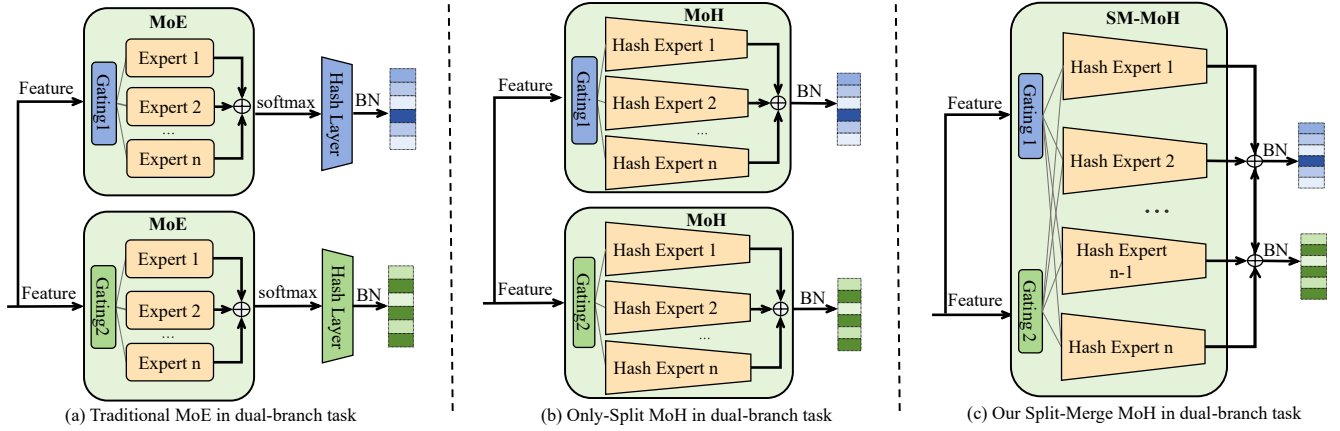 MoE
Feature
Gating1
Expert 1
Expert 2
...
Expert n
softmax
Hash Layer
BN
MoE
Feature
Gating2
Expert 1
Expert 2
...
Expert n
softmax
Hash Layer
BN
(a) Traditional MoE in dual-branch task
MoH
Feature
Gating1
Hash Expert 1
Hash Expert 2
...
Hash Expert n
BN
MoH
Feature
Gating2
Hash Expert 1
Hash Expert 2
...
Hash Expert n
BN
(b) Only-Split MoH in dual-branch task
SM-MoH
Feature
Gating 1
Hash Expert 1
Hash Expert 2
...
BN
Feature
Gating 2
Hash Expert
n-1
Hash Expert n
BN
(c) Our Split-Merge MoH in dual-branch task